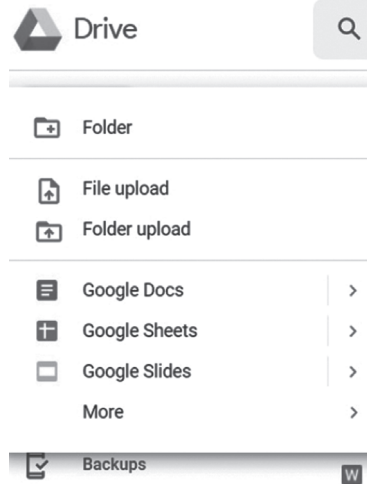 Drive
Folder
File upload
Folder upload
Google Docs
Google Sheets
Google Slides
More
Backups
W